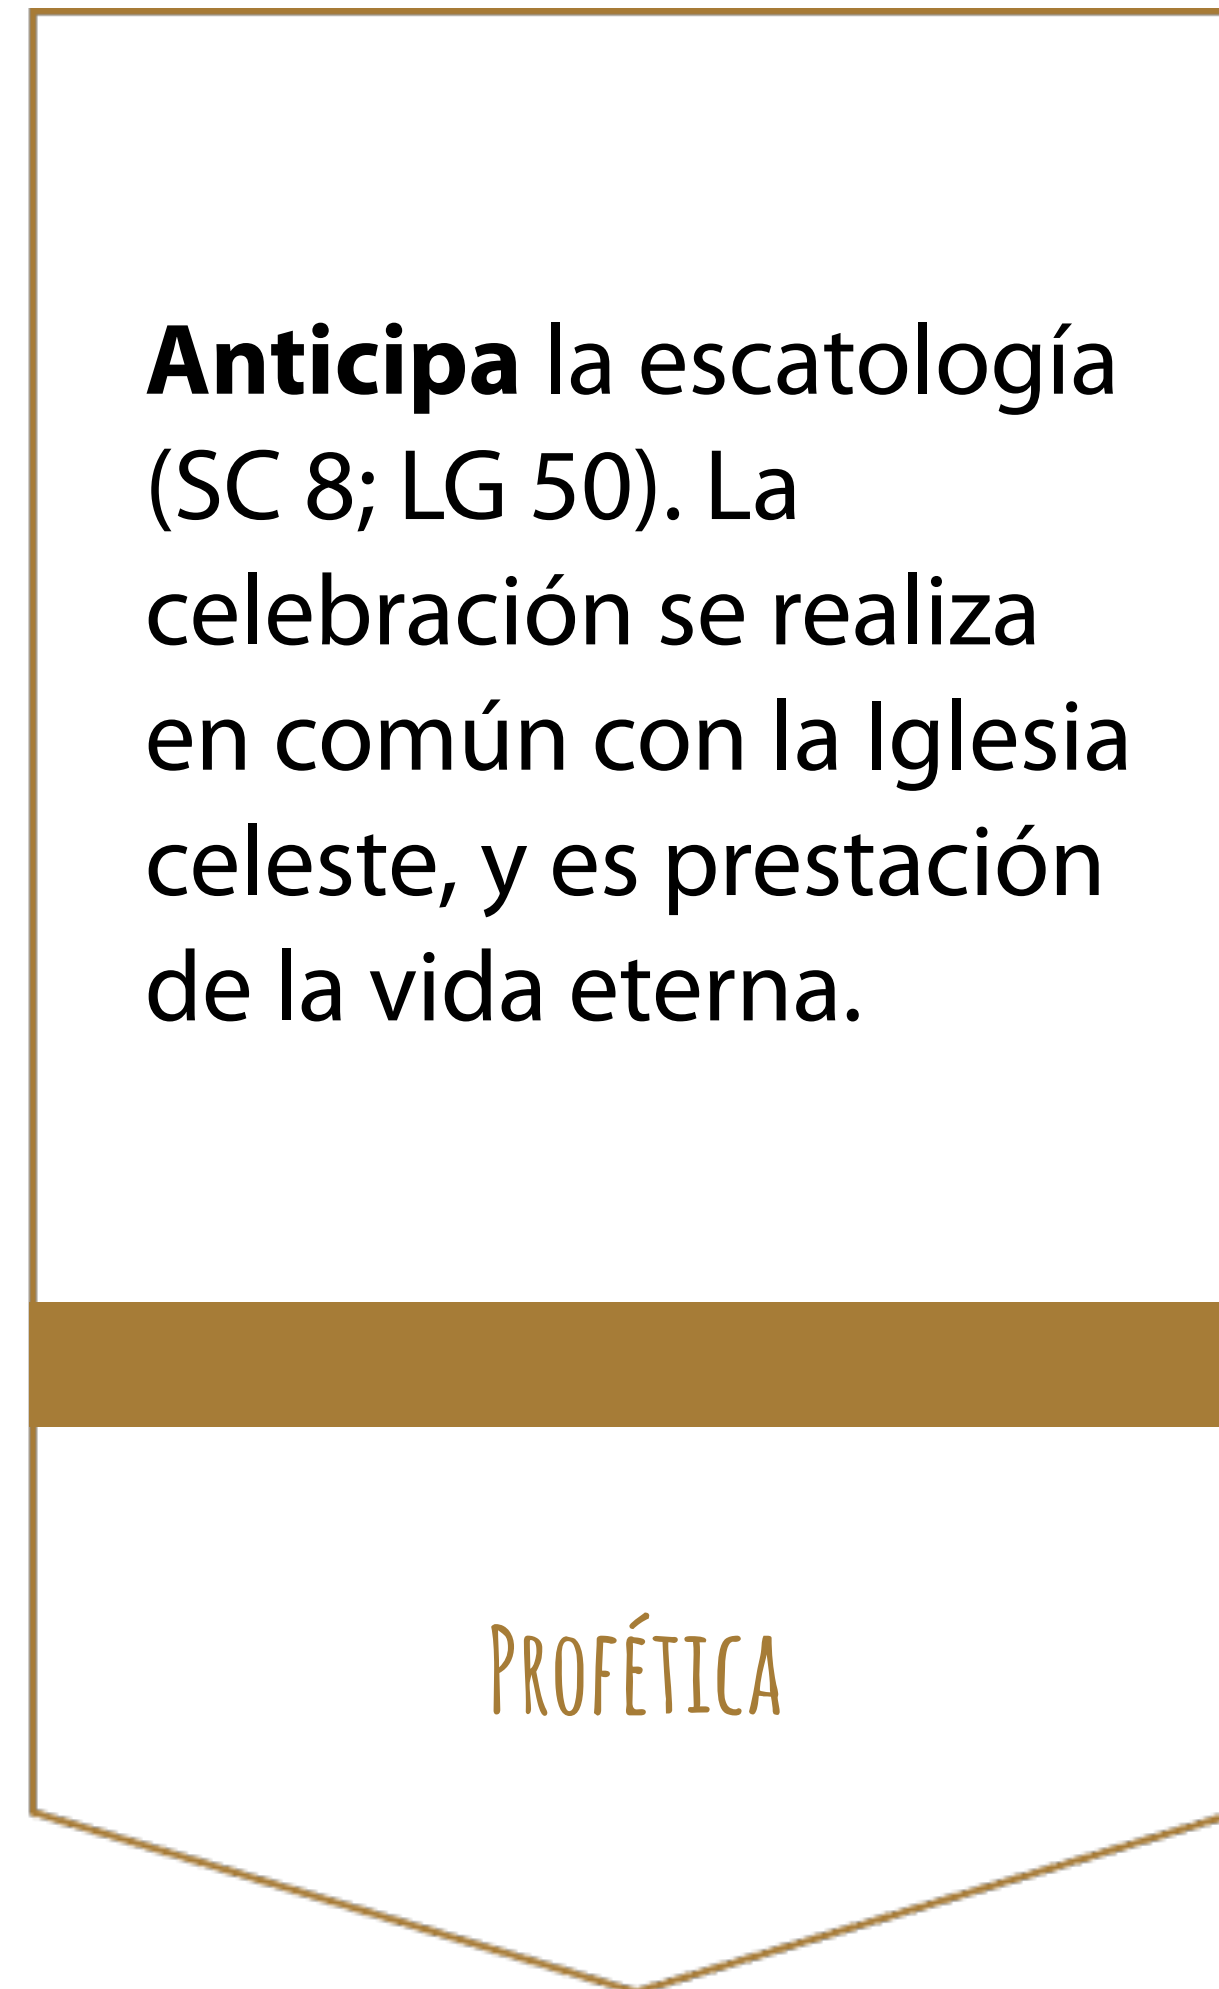 Anticipa la escatología
(SC 8; LG 50). La
celebración se realiza
en común con la Iglesia
celeste, y es prestación
de la vida eterna.
Profética